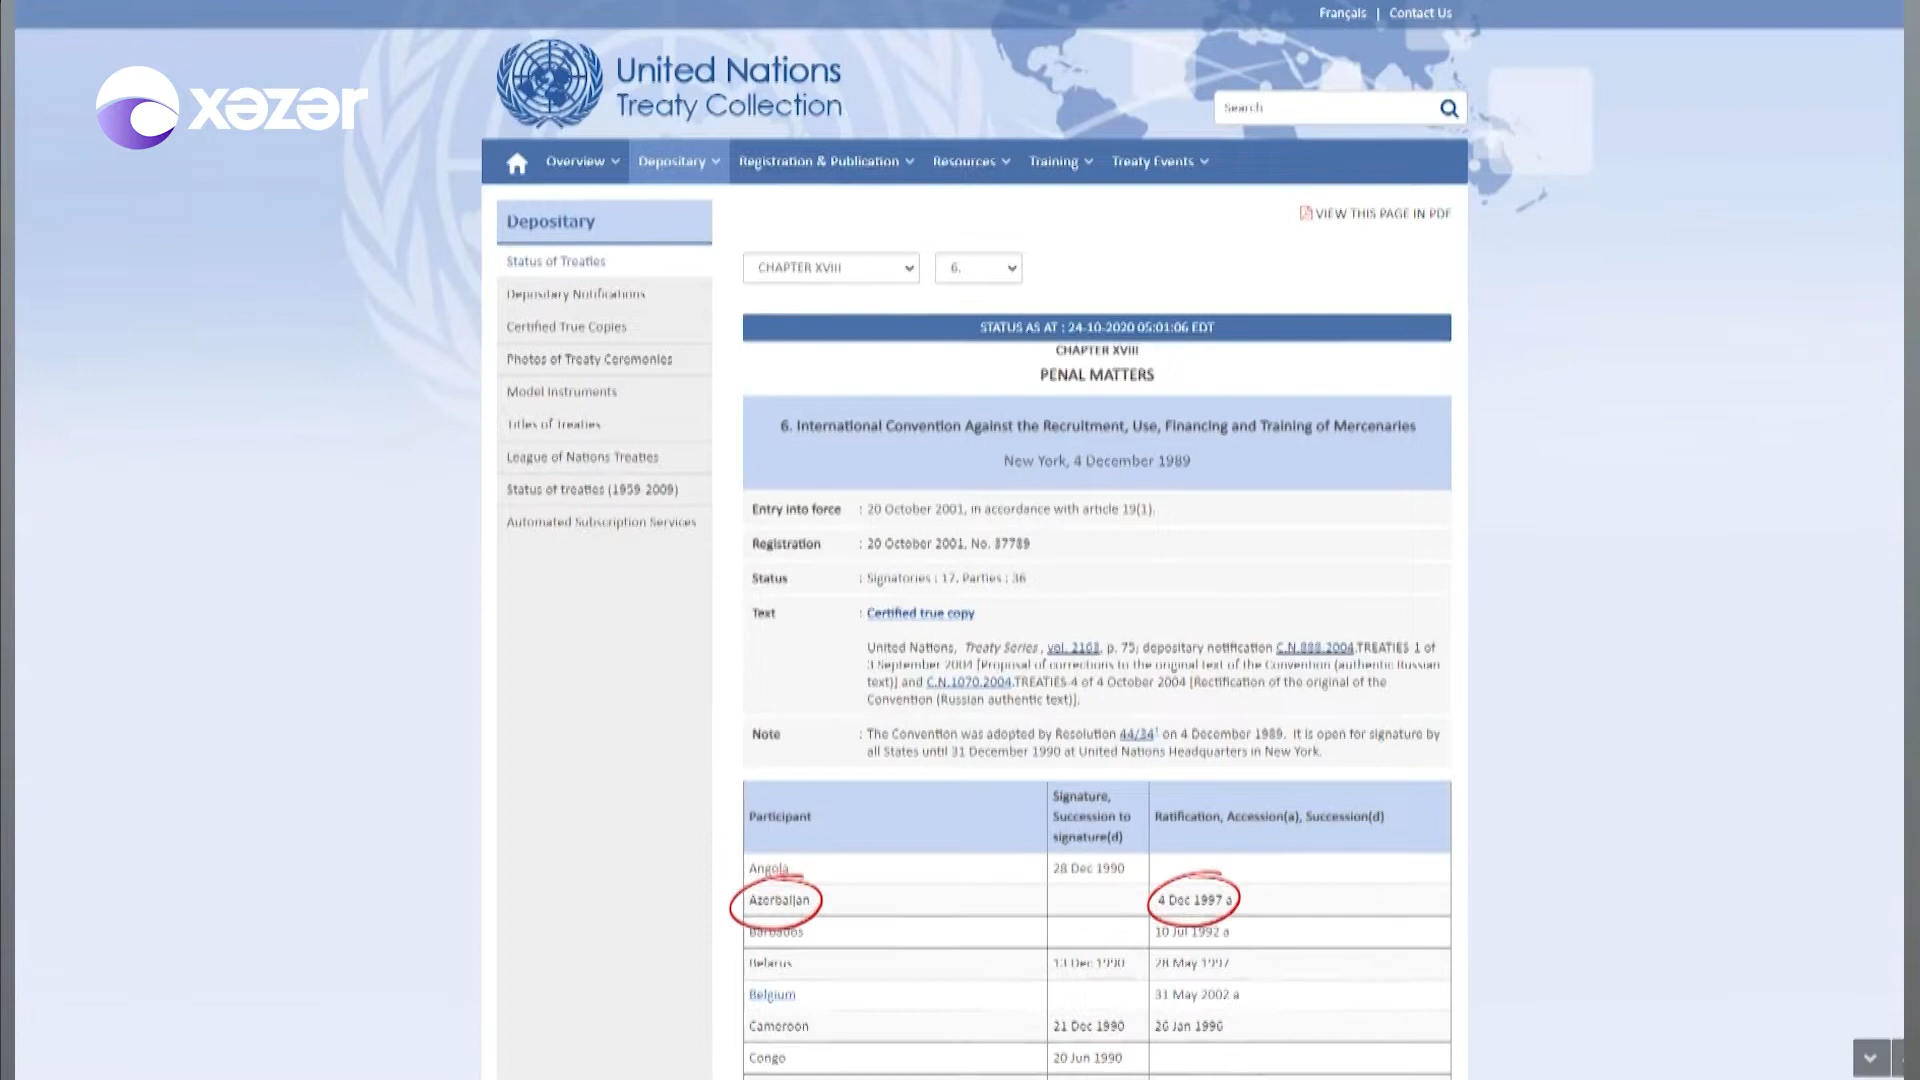 Français | Contact Us
xəzər
United Nations
Treaty Collection
Search
Overview
Depositary
Registration & Publication
Resources
Training
Treaty Events
Depositary
Status of Treaties
Depositary Notifications
Certified True Copies
Photos of Treaty Ceremonies
Model Instruments
Titles of Treaties
League of Nations Treaties
Status of treaties (1959-2009)
Automated Subscription Services
VIEW THIS PAGE IN PDF
CHAPTER XVIII
6.
STATUS AS AT : 24-10-2020 05:01:06 EDT
CHAPTER XVIII
PENAL MATTERS
6. International Convention Against the Recruitment, Use, Financing and Training of Mercenaries
New York, 4 December 1989
Entry into force : 20 October 2001, in accordance with article 19(1).
Registration : 20 October 2001, No. 37789
Status : Signatories : 17. Parties : 36
Text : Certified true copy
United Nations, Treaty Series , vol. 2163, p. 75; depositary notification C.N.888.2004.TREATIES-1 of
3 September 2004 [Proposal of corrections to the original text of the Convention (authentic Russian
text)] and C.N.1070.2004.TREATIES-4 of 4 October 2004 [Rectification of the original of the
Convention (Russian authentic text)].
Note : The Convention was adopted by Resolution 44/34¹ on 4 December 1989. It is open for signature by
all States until 31 December 1990 at United Nations Headquarters in New York.
Participant
Signature,
Succession to
signature(d)
Ratification, Accession(a), Succession(d)
Angola 28 Dec 1990
Azerbaijan 4 Dec 1997 a
Barbados 10 Jul 1992 a
Belarus 13 Dec 1990 28 May 1997
Belgium 31 May 2002 a
Cameroon 21 Dec 1990 26 Jan 1996
Congo 20 Jun 1990